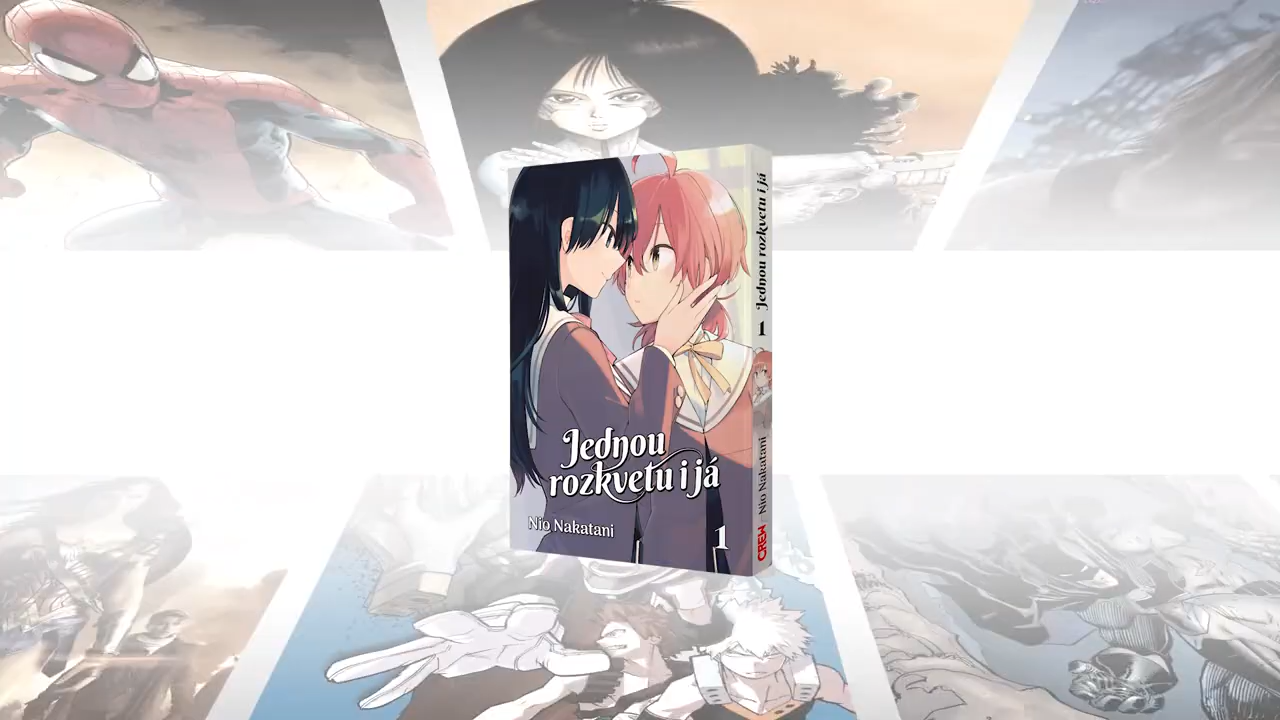 Jednou
rozkvetu i já
Nio Nakatani
1
Jednou rozkvetu i já
1
Nio Nakatani
CREW